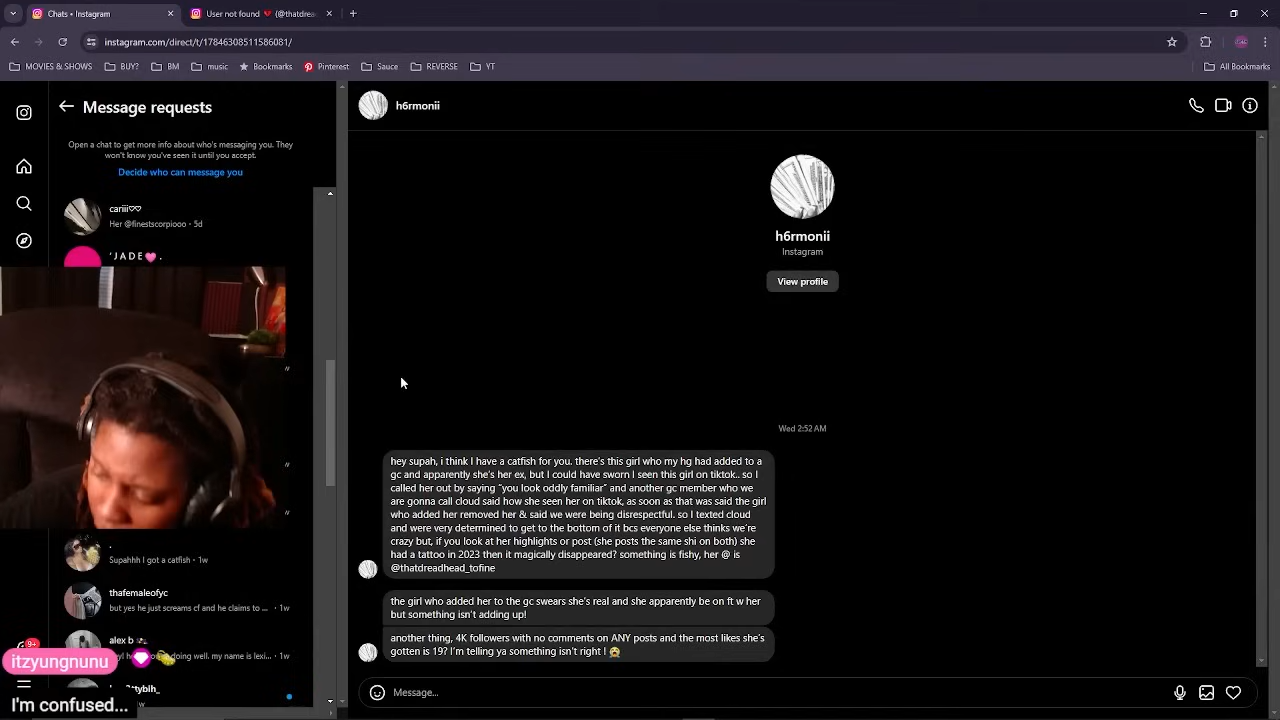 Chats • Instagram
User not found (@thatdrea
instagram.com/direct/t/17846308511586081/
MOVIES & SHOWS
BUY?
BM
music
Bookmarks
Pinterest
Sauce
REVERSE
YT
All Bookmarks
Message requests
Open a chat to get more info about who's messaging you. They
won't know you've seen it until you accept.
Decide who can message you
cariii♡♡
Her @finestscorpiooo • 5d
'JADE🩷.
.
Supahhh I got a catfish • 1w
thafemaleofyc
but yes he just screams cf and he claims to ... • 1w
alex b
doing well. my name is lexi... • 1w
9+
itzyungnunu
I'm confused...
h6rmonii
h6rmonii
Instagram
View profile
Wed 2:52 AM
hey supah, i think I have a catfish for you. there's this girl who my hg had added to a
gc and apparently she's her ex, but I could have sworn I seen this girl on tiktok.. so I
called her out by saying "you look oddly familiar" and another gc member who we
are gonna call cloud said how she seen her on tiktok, as soon as that was said the girl
who added her removed her & said we were being disrespectful. so I texted cloud
and were very determined to get to the bottom of it bcs everyone else thinks we're
crazy but, if you look at her highlights or post (she posts the same shi on both) she
had a tattoo in 2023 then it magically disappeared? something is fishy, her @ is
@thatdreadhead_tofine
the girl who added her to the gc swears she's real and she apparently be on ft w her
but something isn't adding up!
another thing, 4K followers with no comments on ANY posts and the most likes she's
gotten is 19? I'm telling ya something isn't right ! 😭
Message...